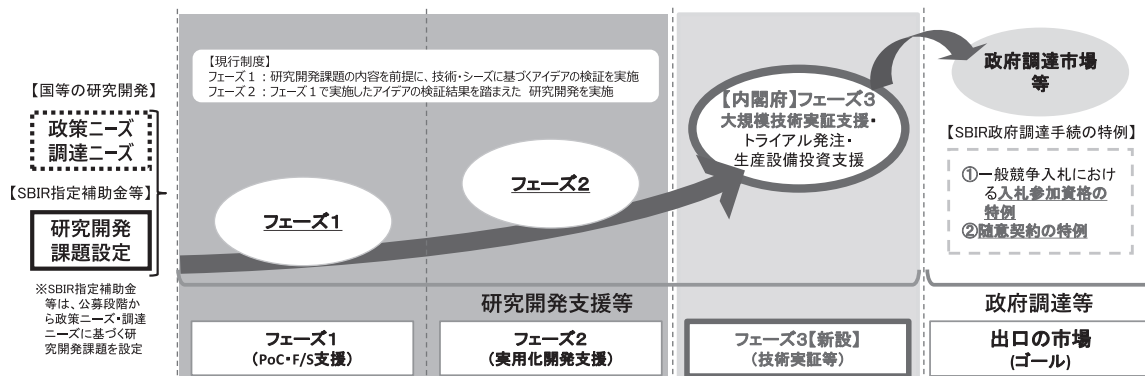 【国等の研究開発】
政策ニーズ
調達ニーズ
【SBIR指定補助金等】
研究開発
課題設定
※SBIR指定補助金
等は、公募段階か
ら政策ニーズ・調達
ニーズに基づく研
究開発課題を設定
【現行制度】
フェーズ1:研究開発課題の内容を前提に、技術・シーズに基づくアイデアの検証を実施
フェーズ2:フェーズ1で実施したアイデアの検証結果を踏まえた 研究開発を実施
フェーズ1
フェーズ2
【内閣府】フェーズ3
大規模技術実証支援・
トライアル発注・
生産設備投資支援
政府調達市場
等
【SBIR政府調達手続の特例】
①一般競争入札におけ
る入札参加資格の
特例
②随意契約の特例
研究開発支援等
政府調達等
フェーズ1
(PoC・F/S支援)
フェーズ2
(実用化開発支援)
フェーズ3【新設】
(技術実証等)
出口の市場
(ゴール)